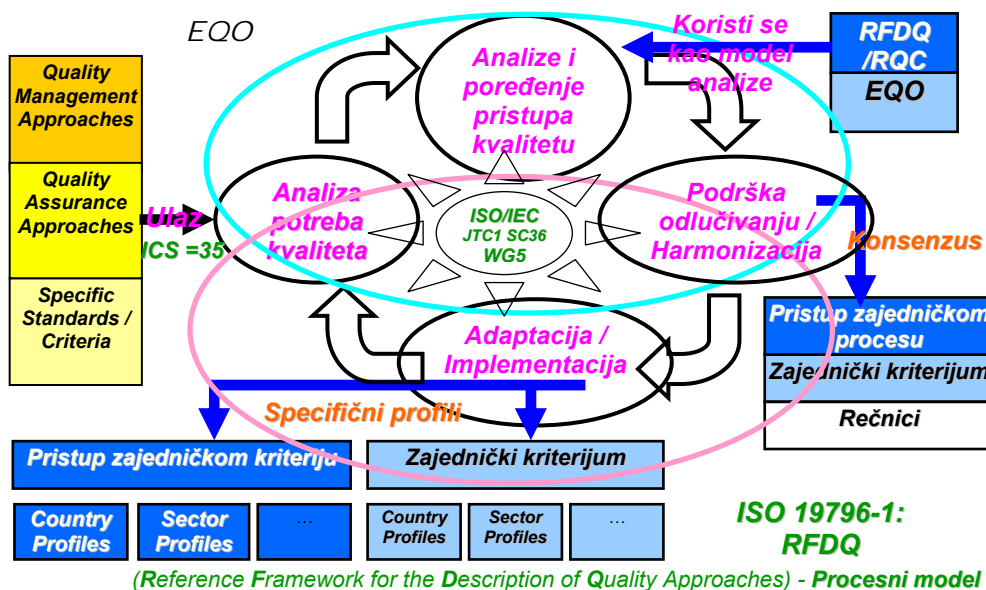 EQO
Quality
Management
Approaches
Quality
Assurance
Approaches
Specific
Standards /
Criteria
Ulaz
ICS =35
Analiza
potreba
kvaliteta
Analize i
poređenje
pristupa
kvalitetu
Koristi se
kao model
analize
RFDQ
/RQC
EQO
ISO/IEC
JTC1 SC36
WG5
Podrška
odlučivanju /
Harmonizacija
Konsenzus
Pristup zajedničkom
procesu
Zajednički kriterijum
Rečnici
Adaptacija /
Implementacija
Specifični profili
Pristup zajedničkom kriteriju
Zajednički kriterijum
Country
Profiles
Sector
Profiles
...
Country
Profiles
Sector
Profiles
...
ISO 19796-1:
RFDQ
(Reference Framework for the Description of Quality Approaches) - Procesni model